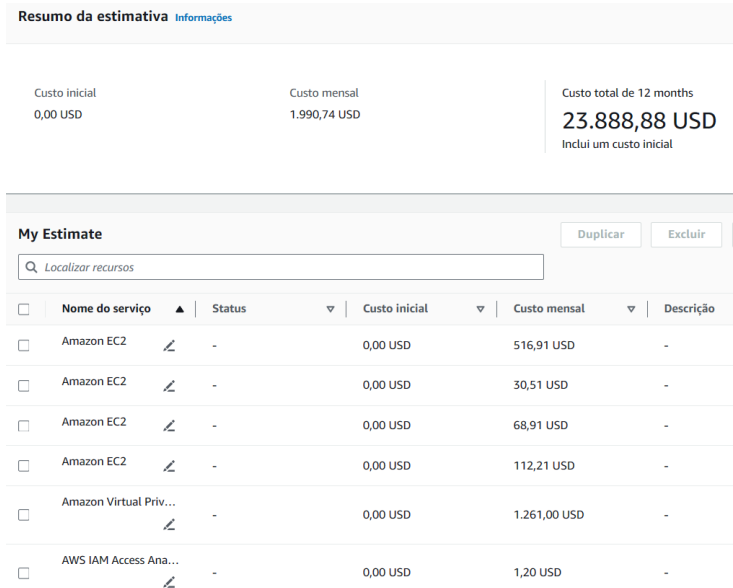 Resumo da estimativa Informações
Custo inicial Custo mensal Custo total de 12 months
0,00 USD 1.990,74 USD 23.888,88 USD
Inclui um custo inicial
My Estimate Duplicar Excluir
Localizar recursos
Nome do serviço Status Custo inicial Custo mensal Descrição
Amazon EC2 - 0,00 USD 516,91 USD -
Amazon EC2 - 0,00 USD 30,51 USD -
Amazon EC2 - 0,00 USD 68,91 USD -
Amazon EC2 - 0,00 USD 112,21 USD -
Amazon Virtual Priv... - 0,00 USD 1.261,00 USD -
AWS IAM Access Ana... - 0,00 USD 1,20 USD -